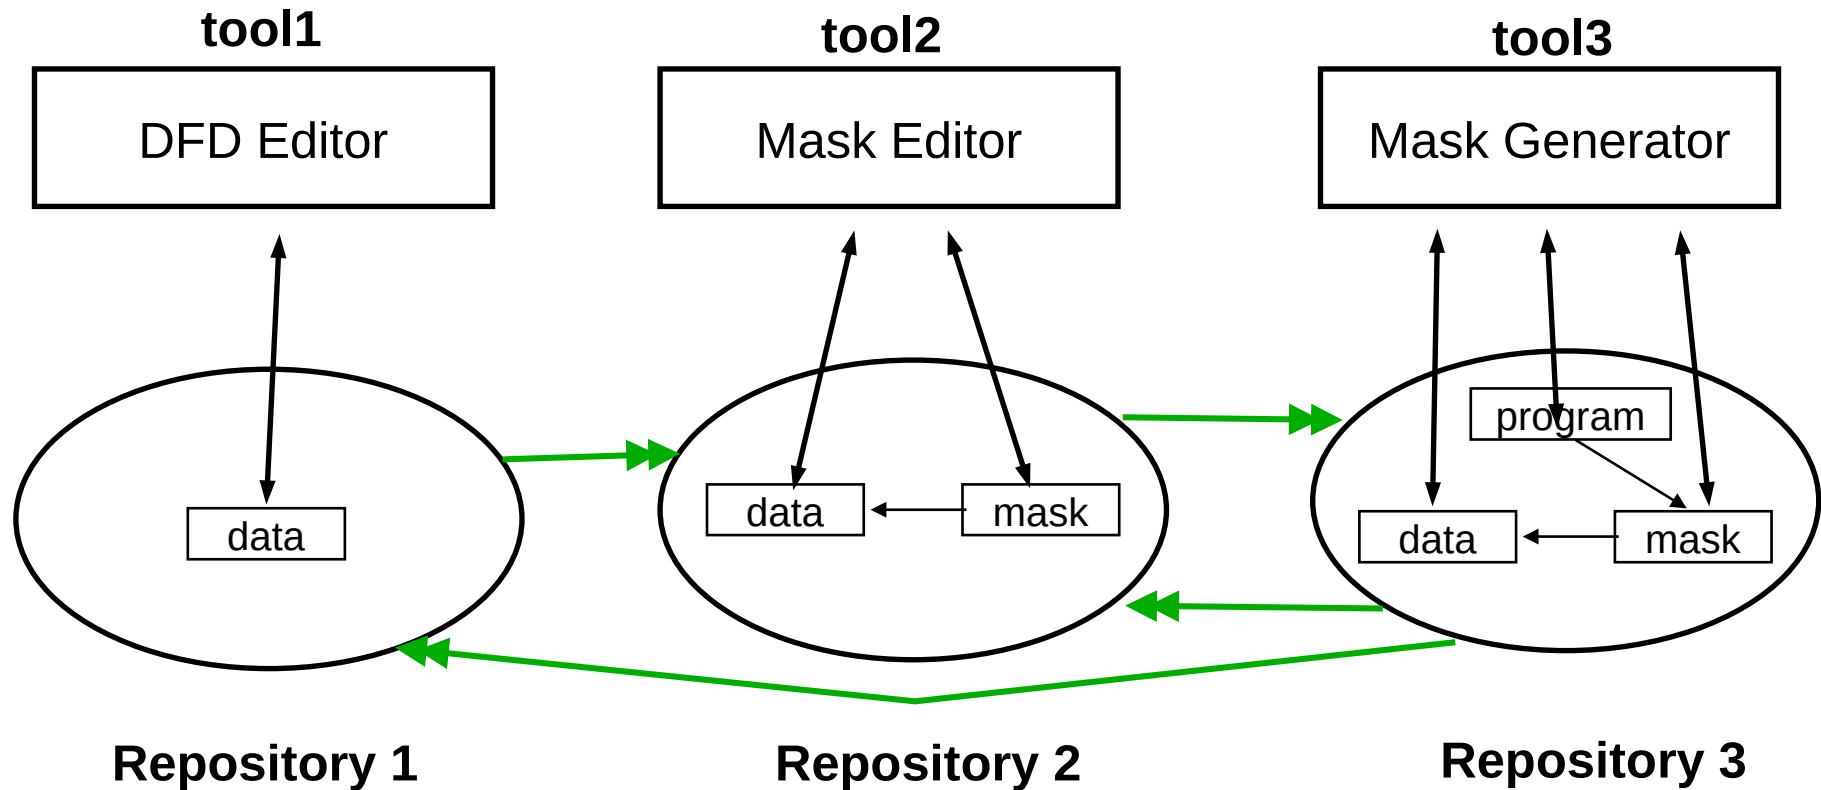 tool1
tool2
tool3
DFD Editor
Mask Editor
Mask Generator
program
data
data
mask
data
mask
Repository 1
Repository 2
Repository 3